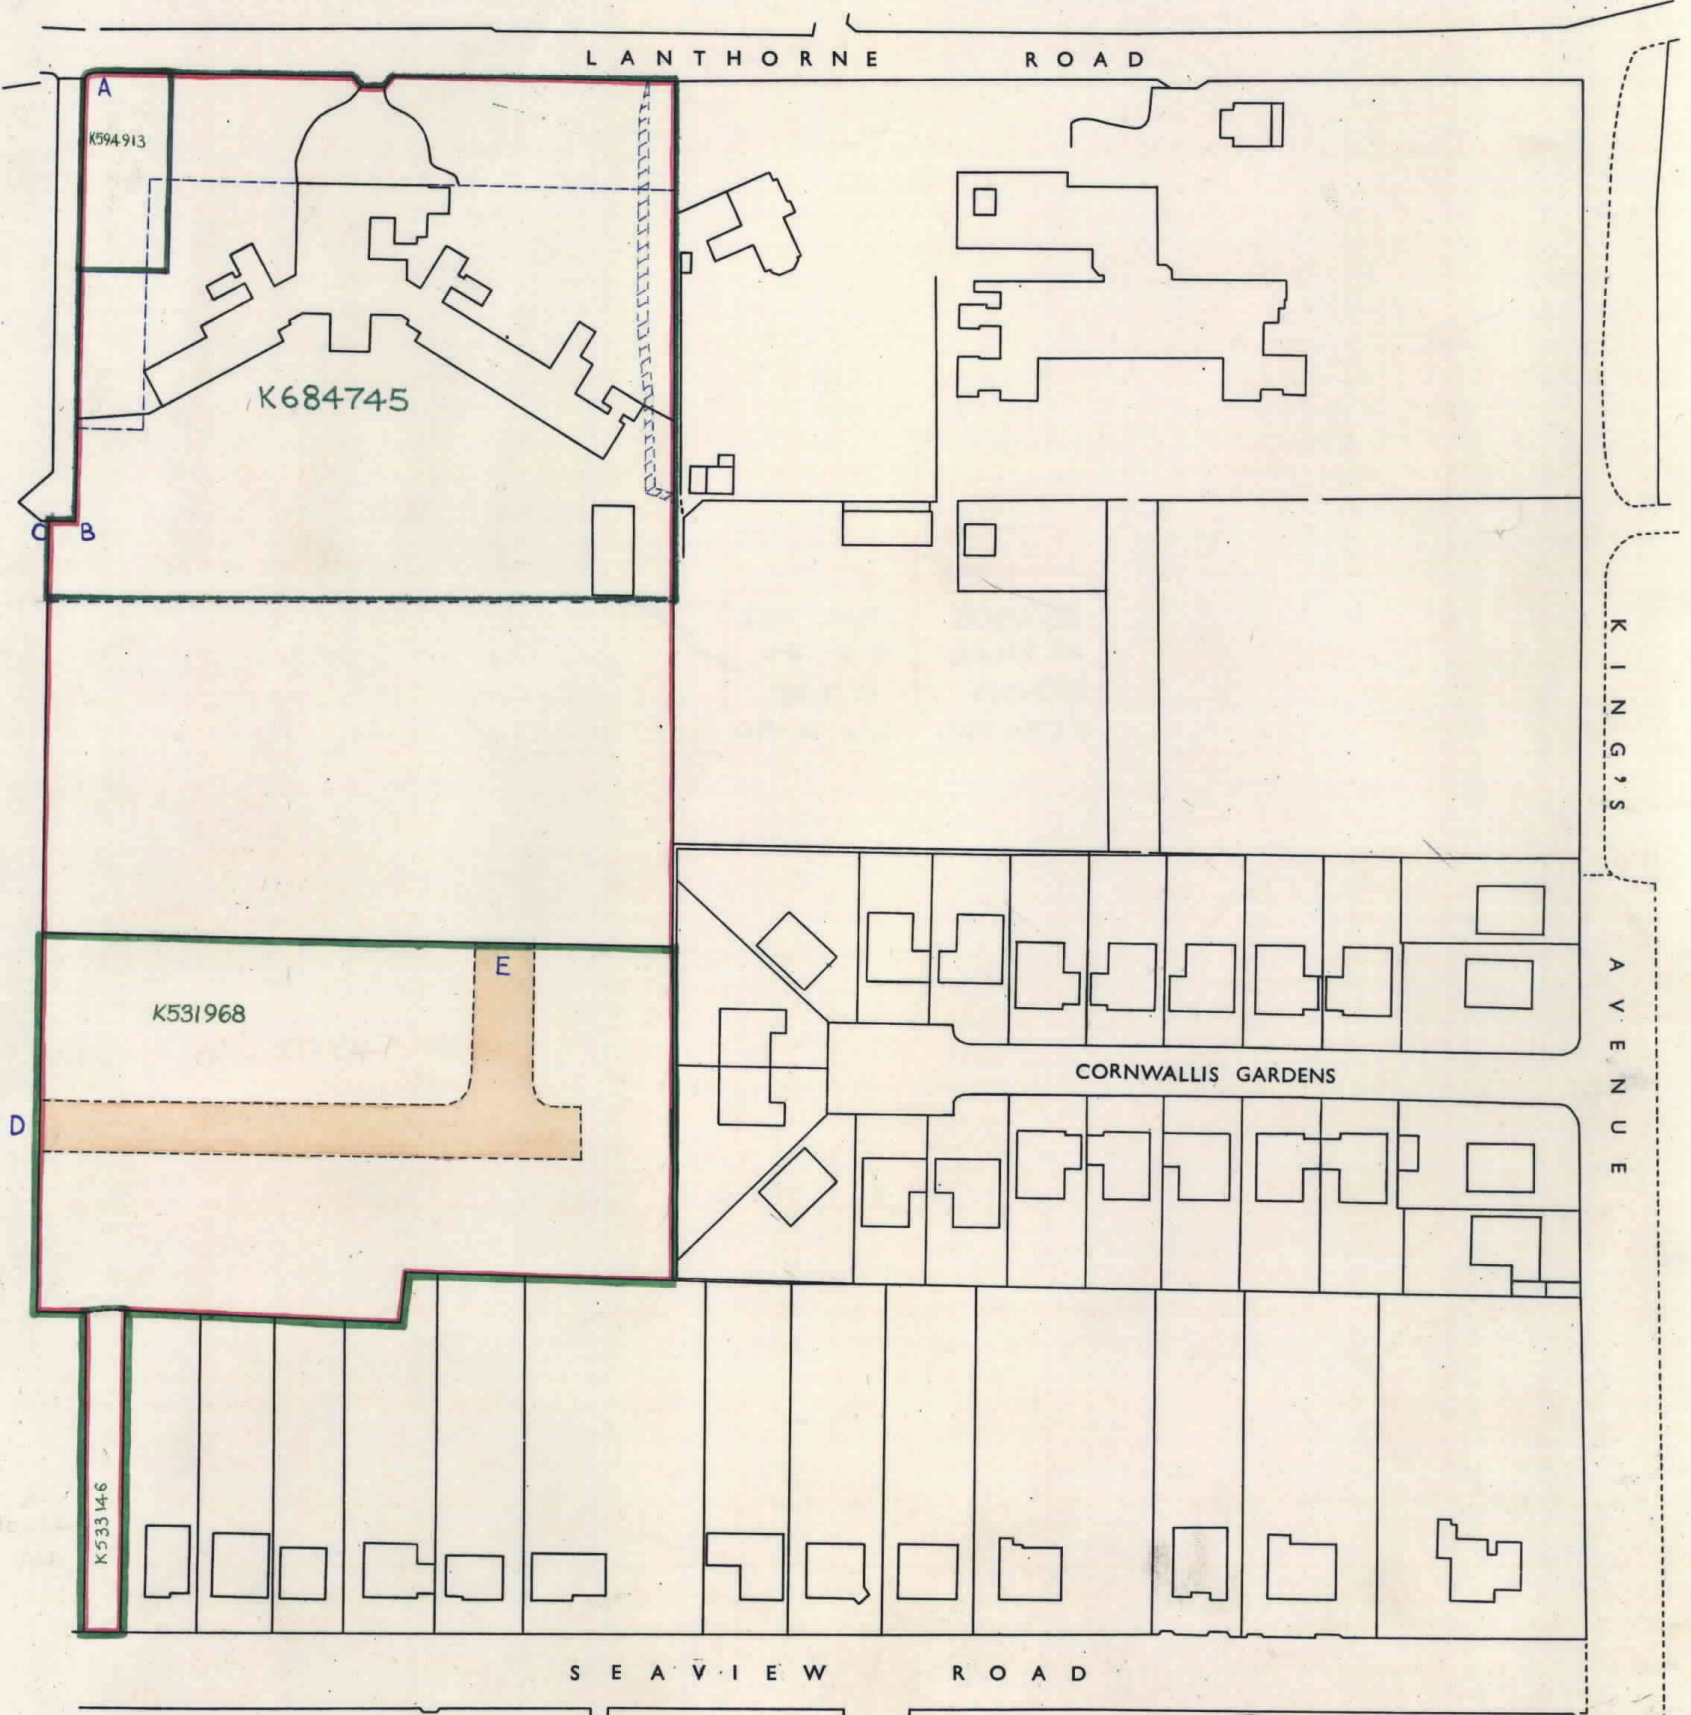 LANTHORNE ROAD
A
K594913
K684745
C B
KING'S AVENUE
E
K531968
CORNWALLIS GARDENS
D
K533146
SEAVIEW ROAD